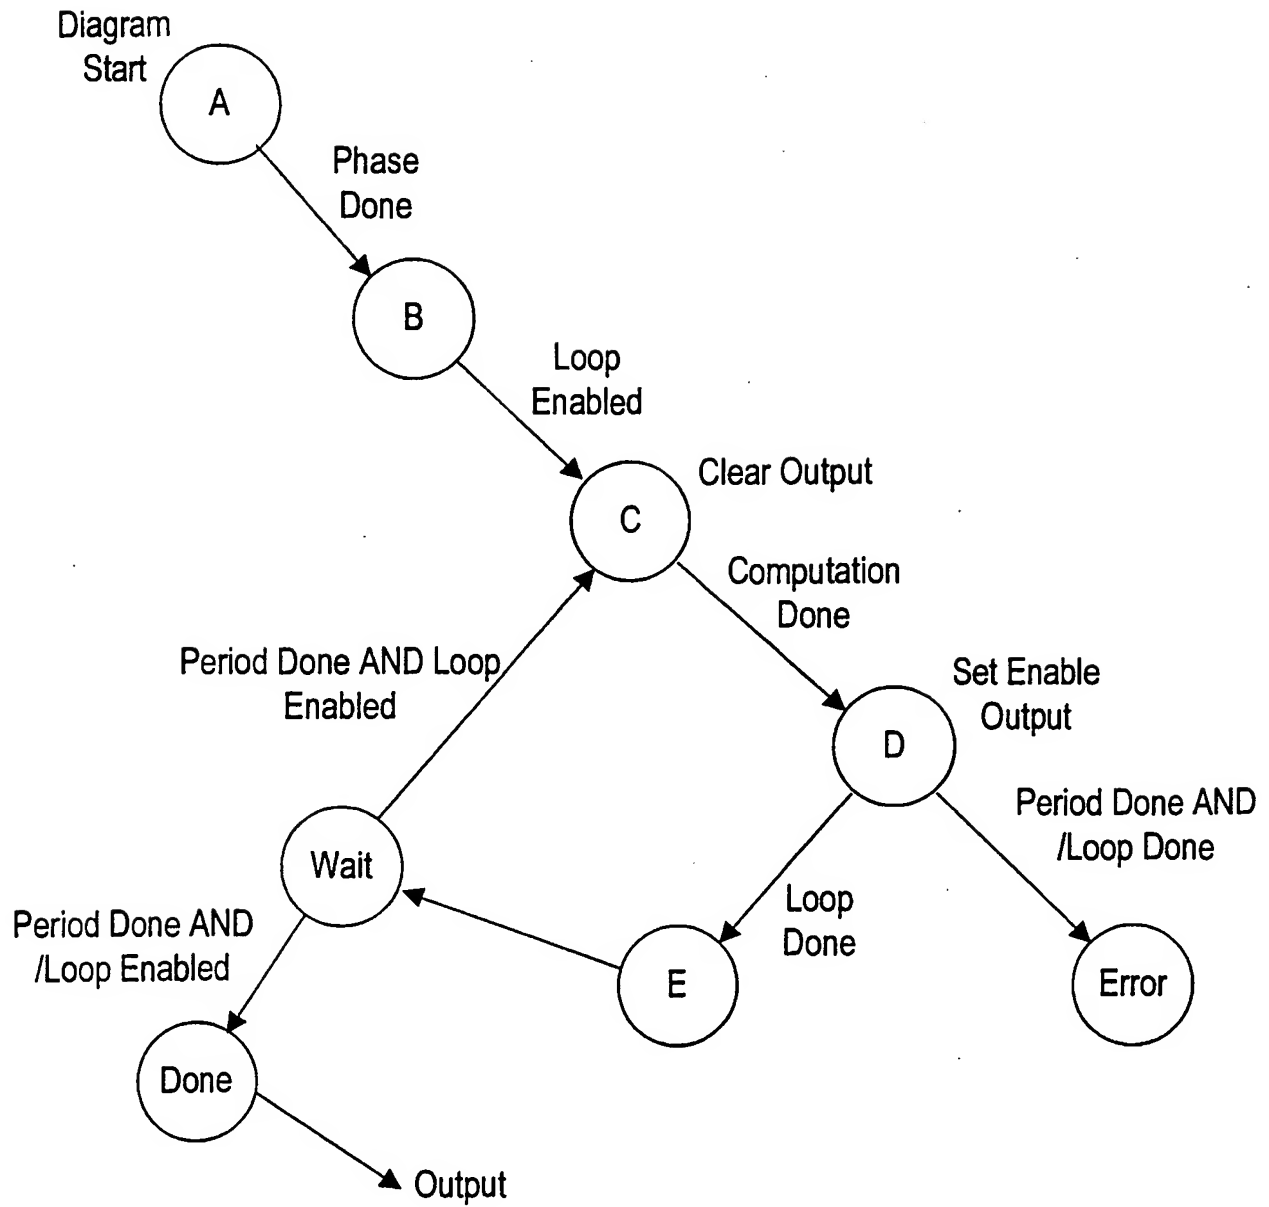 Diagram
Start
A
Phase
Done
B
Loop
Enabled
C
Clear Output
Computation
Done
Period Done AND Loop
Enabled
Set Enable
Output
D
Period Done AND
/Loop Done
Wait
Loop
Done
Period Done AND
/Loop Enabled
E
Error
Done
Output